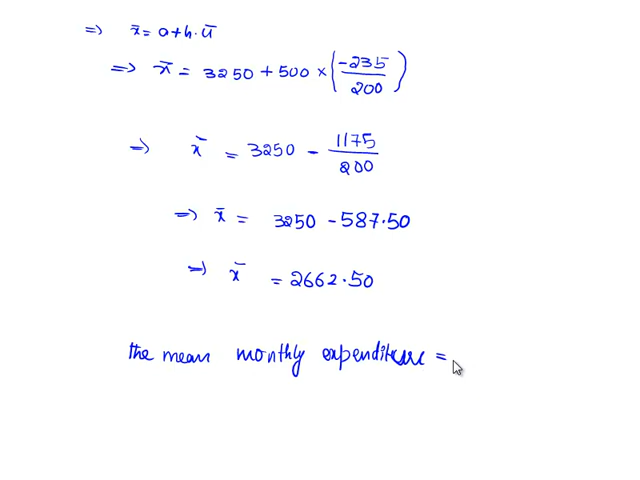 ⇒ x̄ = a+h·ū
⇒ x̄ = 3250 + 500 × (-235/200)
⇒ x̄ = 3250 - 1175/200
⇒ x̄ = 3250 - 587.50
⇒ x̄ = 2662.50
the mean monthly expenditure =